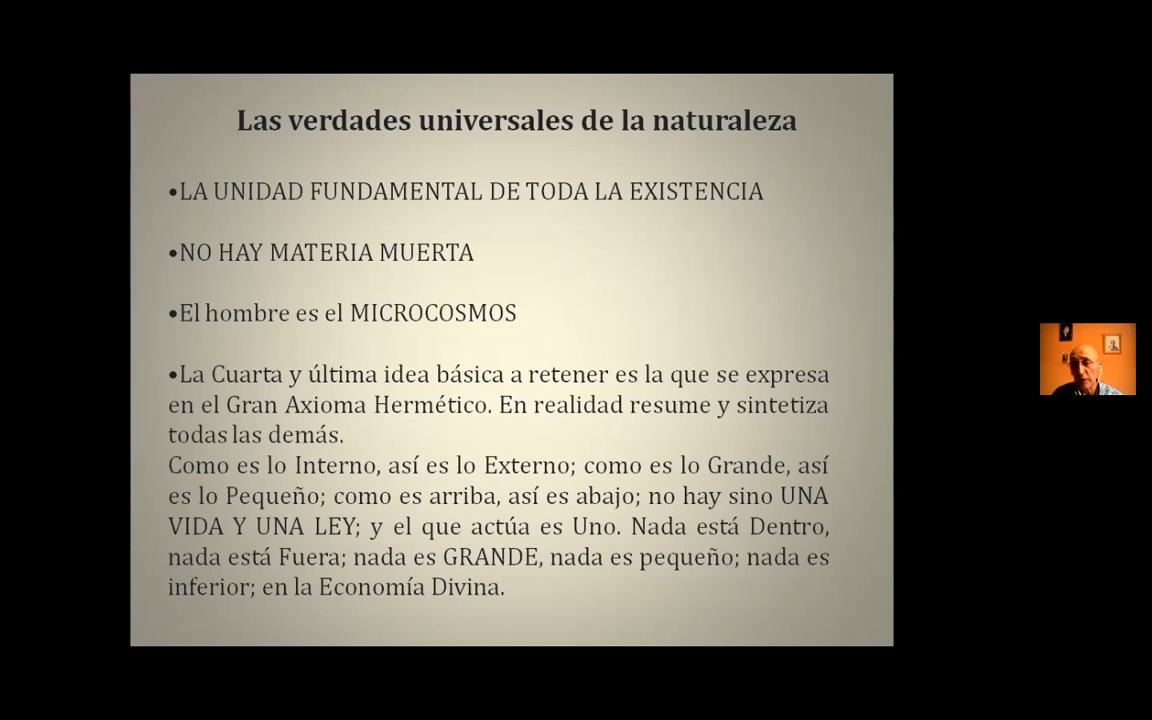 Las verdades universales de la naturaleza
•LA UNIDAD FUNDAMENTAL DE TODA LA EXISTENCIA
•NO HAY MATERIA MUERTA
•El hombre es el MICROCOSMOS
•La Cuarta y última idea básica a retener es la que se expresa
en el Gran Axioma Hermético. En realidad resume y sintetiza
todas las demás.
Como es lo Interno, así es lo Externo; como es lo Grande, así
es lo Pequeño; como es arriba, así es abajo; no hay sino UNA
VIDA Y UNA LEY; y el que actúa es Uno. Nada está Dentro,
nada está Fuera; nada es GRANDE, nada es pequeño; nada es
inferior; en la Economía Divina.